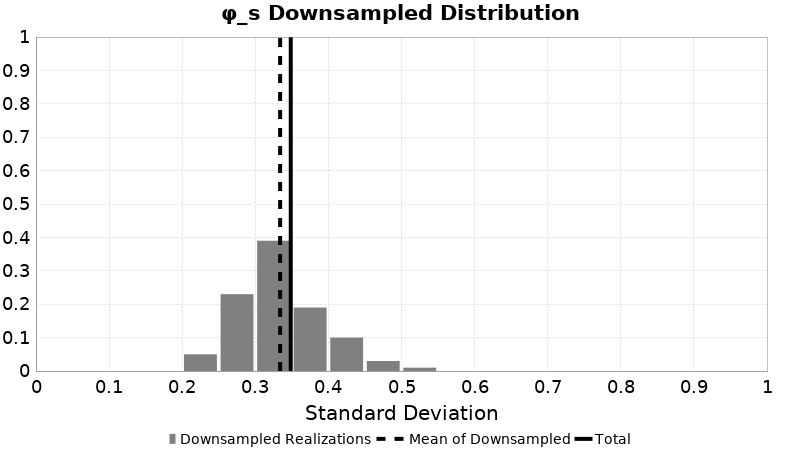 φ_s Downsampled Distribution
1
0.9
0.8
0.7
0.6
0.5
0.4
0.3
0.2
0.1
0
0 0.1 0.2 0.3 0.4 0.5 0.6 0.7 0.8 0.9 1
Standard Deviation
Downsampled Realizations Mean of Downsampled Total